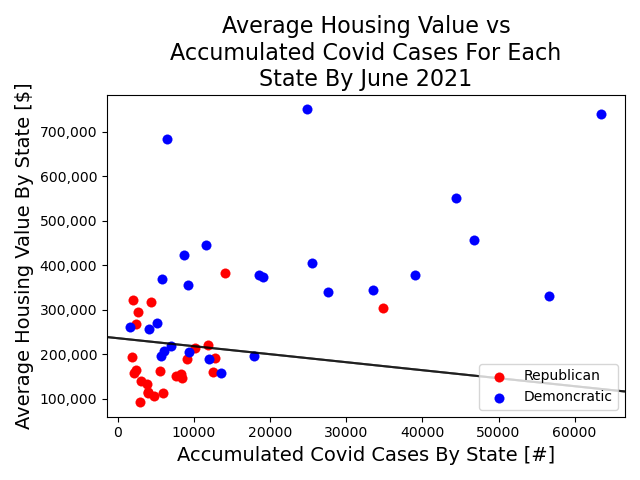 Average Housing Value vs
Accumulated Covid Cases For Each
State By June 2021
Average Housing Value By State [$]
700,000
600,000
500,000
400,000
300,000
200,000
100,000
Republican
Demoncratic
0 10000 20000 30000 40000 50000 60000
Accumulated Covid Cases By State [#]